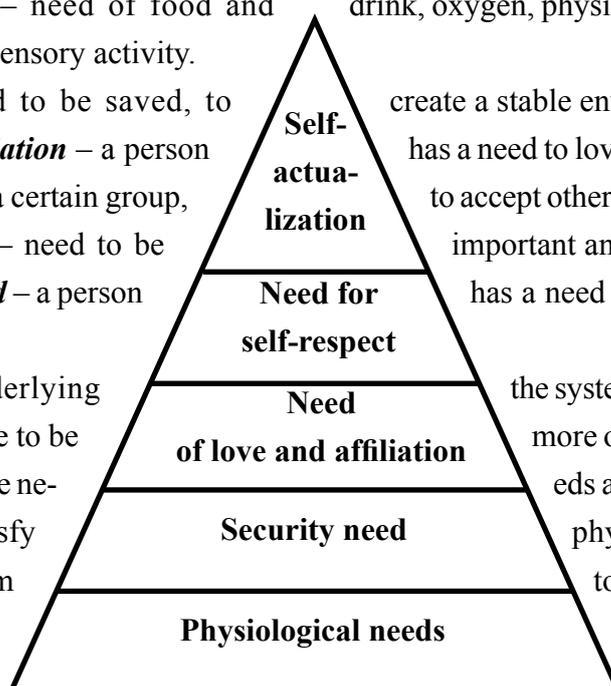 – need of food and drink, oxygen, physi
ensory activity.
d to be saved, to create a stable en
ation – a person has a need to lov
a certain group, to accept other
– need to be important an
d – a person has a need
derlying the syste
e to be more o
e ne- eds a
sfy phy
m to
Self-
actua-
lization
Need for
self-respect
Need
of love and affiliation
Security need
Physiological needs